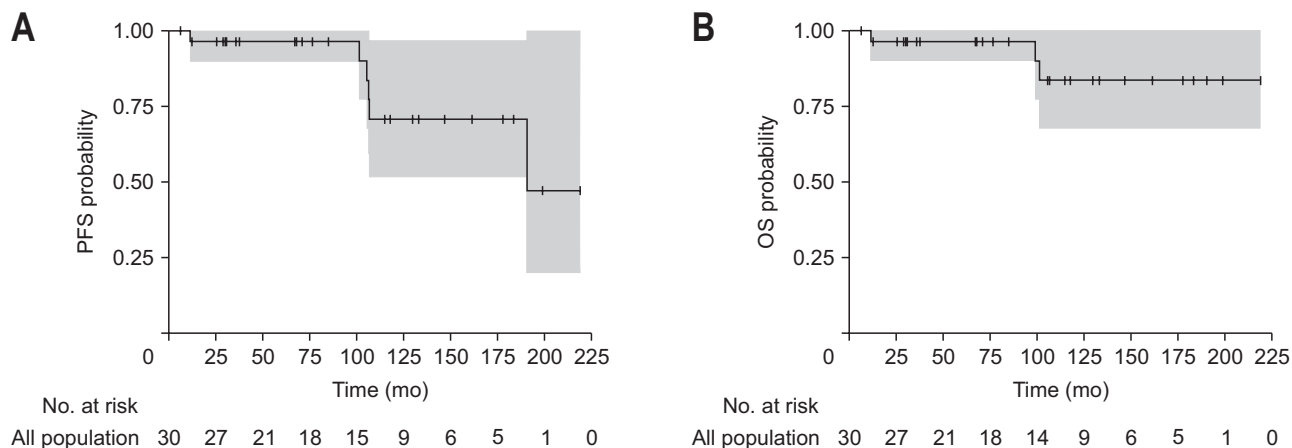 A
1.00
0.75
0.50
0.25
PFS probability
0 25 50 75 100 125 150 175 200 225
Time (mo)
No. at risk
All population 30 27 21 18 15 9 6 5 1 0
B
1.00
0.75
0.50
0.25
OS probability
0 25 50 75 100 125 150 175 200 225
Time (mo)
No. at risk
All population 30 27 21 18 14 9 6 5 1 0